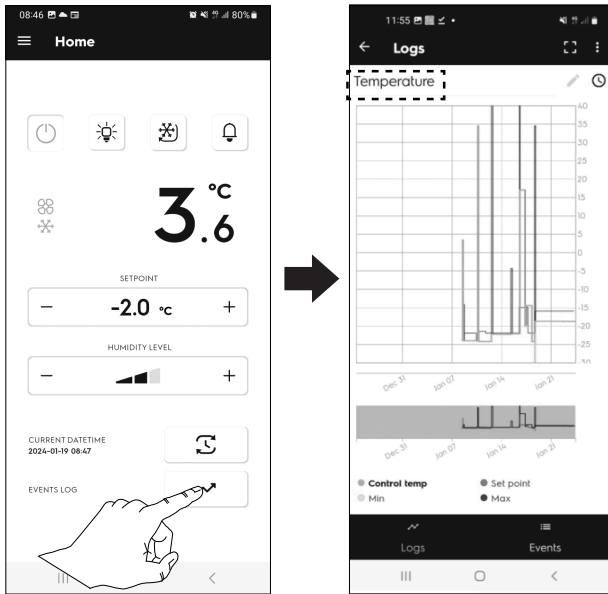 08:46 80%
Home
°C
3.6
SETPOINT
− -2.0 °C +
HUMIDITY LEVEL
− +
CURRENT DATETIME
2024-01-19 08:47
EVENTS LOG
11:55
Logs
Temperature
40
35
30
25
20
15
10
5
0
-5
-10
-15
-20
-25
-30
Dec 31 Jan 07 Jan 14 Jan 21
Dec 31 Jan 07 Jan 14 Jan 21
Control temp Set point
Min Max
Logs Events